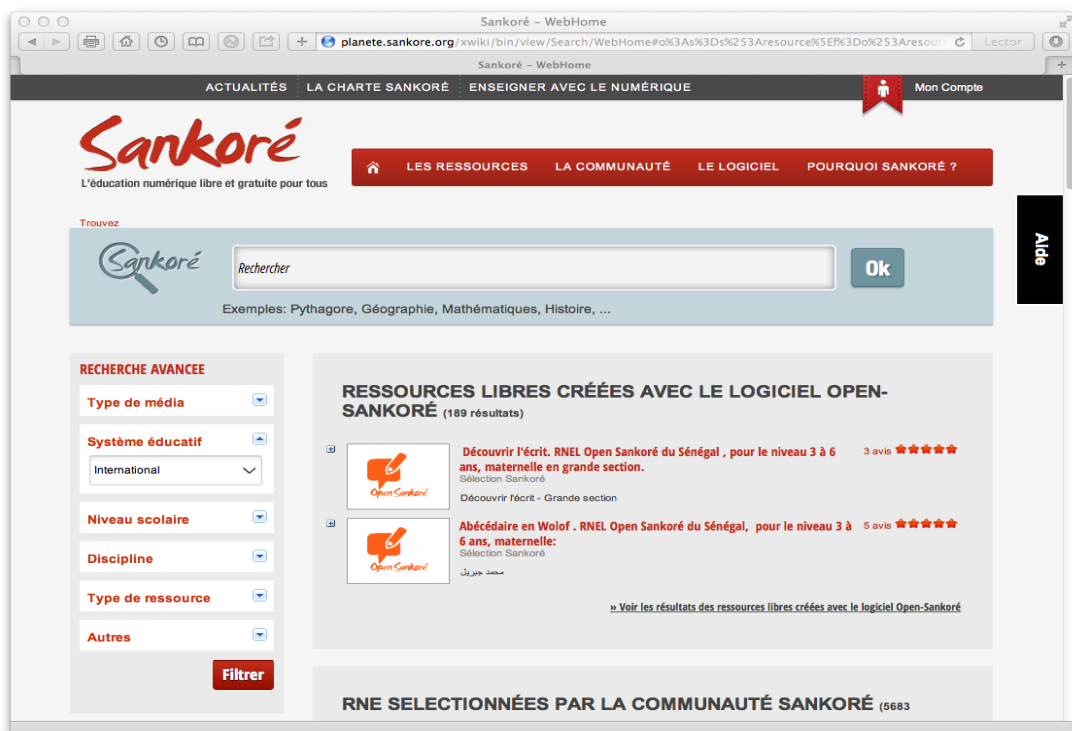 Sankoré – WebHome
planete.sankore.org/xwiki/bin/view/Search/WebHome#o%3As%3Ds%253Aresource%5Ef%3Do%253Aresour
Lector
Sankoré – WebHome
ACTUALITÉS LA CHARTE SANKORÉ ENSEIGNER AVEC LE NUMÉRIQUE Mon Compte
Sankoré
L'éducation numérique libre et gratuite pour tous
LES RESSOURCES LA COMMUNAUTÉ LE LOGICIEL POURQUOI SANKORÉ ?
Aide
Trouvez
Sankoré
Rechercher
Ok
Exemples: Pythagore, Géographie, Mathématiques, Histoire, ...
RECHERCHE AVANCEE
Type de média
Système éducatif
International
Niveau scolaire
Discipline
Type de ressource
Autres
Filtrer
RESSOURCES LIBRES CRÉÉES AVEC LE LOGICIEL OPEN-
SANKORÉ (189 résultats)
Open Sankoré
Découvrir l'écrit. RNEL Open Sankoré du Sénégal , pour le niveau 3 à 6
ans, maternelle en grande section.
3 avis
Sélection Sankoré
Découvrir l'écrit - Grande section
Open Sankoré
Abécédaire en Wolof . RNEL Open Sankoré du Sénégal, pour le niveau 3 à
6 ans, maternelle:
5 avis
Sélection Sankoré
محمد جبريل
» Voir les résultats des ressources libres créées avec le logiciel Open-Sankoré
RNE SELECTIONNÉES PAR LA COMMUNAUTÉ SANKORÉ (5683